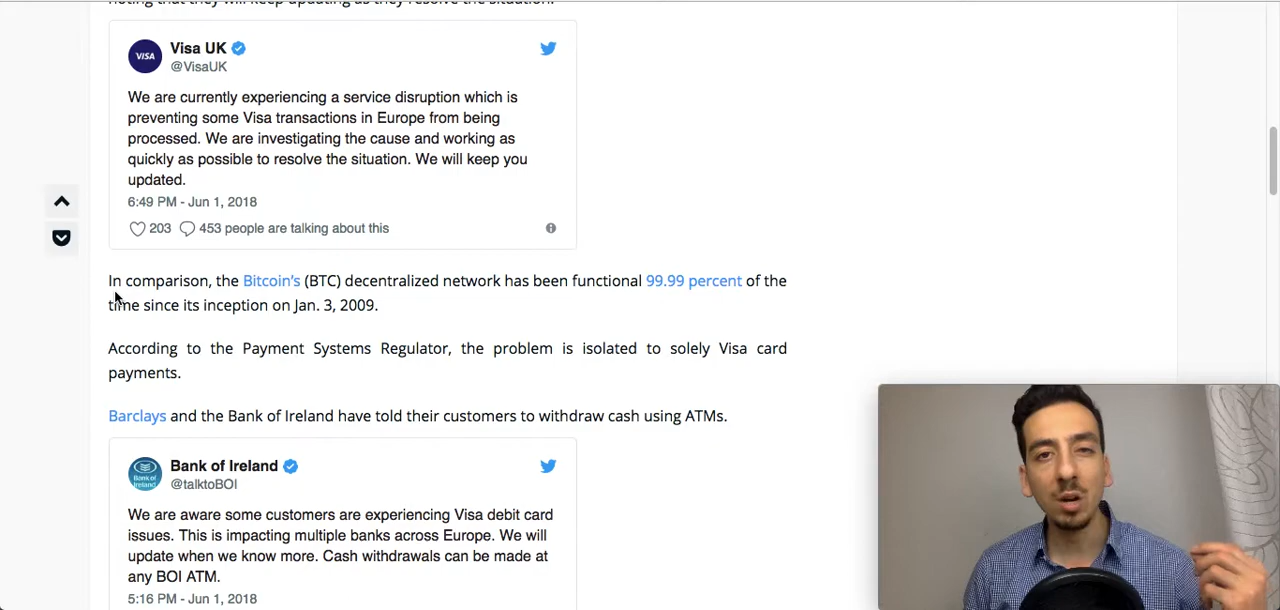 noting that they will keep updating as they resolve the situation.
VISA
Visa UK
@VisaUK
We are currently experiencing a service disruption which is
preventing some Visa transactions in Europe from being
processed. We are investigating the cause and working as
quickly as possible to resolve the situation. We will keep you
updated.
6:49 PM - Jun 1, 2018
203 453 people are talking about this
In comparison, the Bitcoin's (BTC) decentralized network has been functional 99.99 percent of the
time since its inception on Jan. 3, 2009.
According to the Payment Systems Regulator, the problem is isolated to solely Visa card
payments.
Barclays and the Bank of Ireland have told their customers to withdraw cash using ATMs.
Bank of Ireland
Bank of Ireland
@talktoBOI
We are aware some customers are experiencing Visa debit card
issues. This is impacting multiple banks across Europe. We will
update when we know more. Cash withdrawals can be made at
any BOI ATM.
5:16 PM - Jun 1, 2018